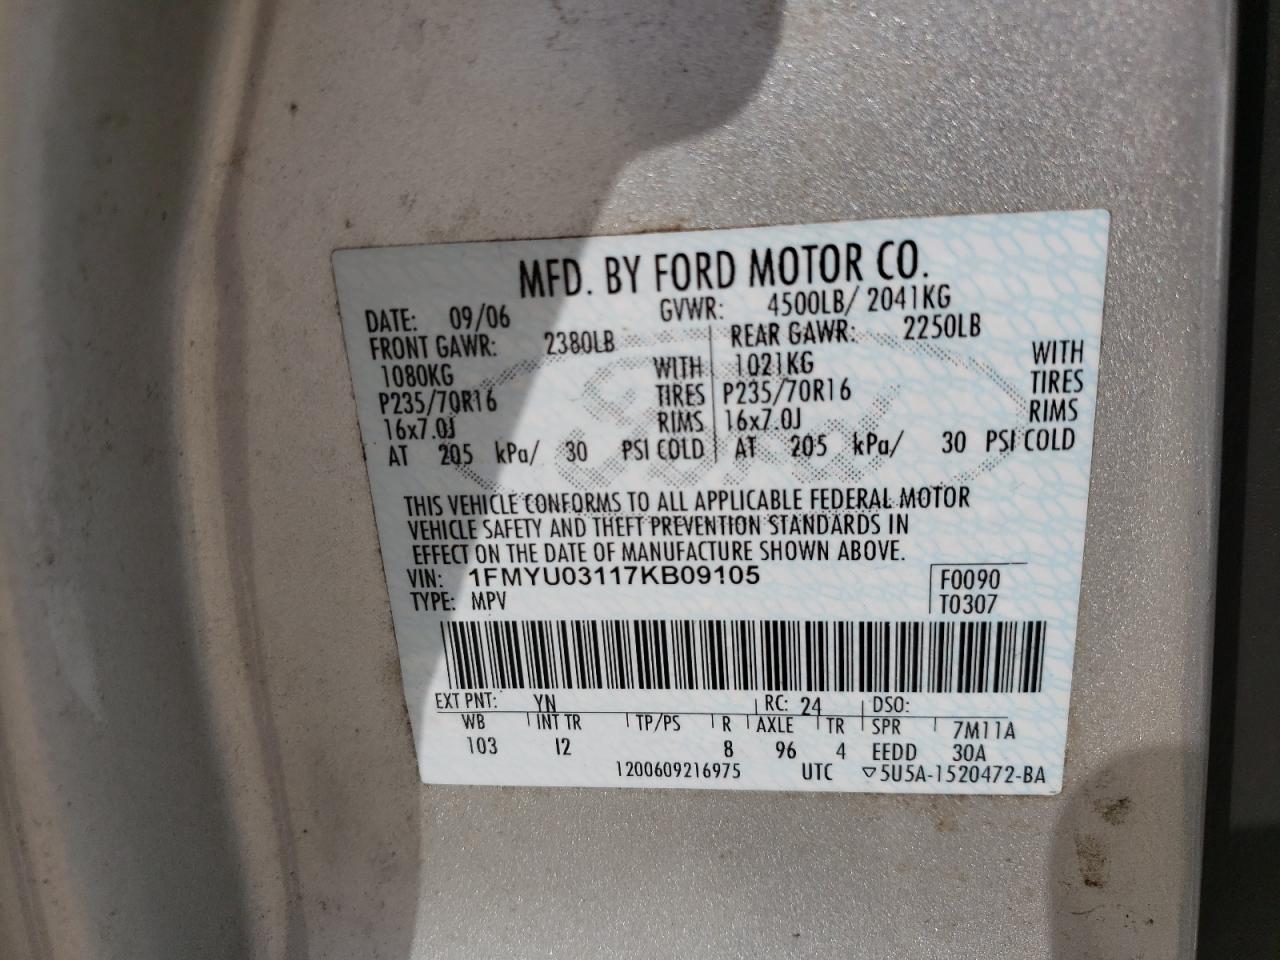 MFD. BY FORD MOTOR CO.
DATE: 09/06 GVWR: 4500LB/ 2041KG
FRONT GAWR: 2380LB REAR GAWR: 2250LB
1080KG WITH 1021KG WITH
P235/70R16 TIRES P235/70R16 TIRES
16x7.0J RIMS 16x7.0J RIMS
AT 205 kPa/ 30 PSI COLD AT 205 kPa/ 30 PSI COLD
THIS VEHICLE CONFORMS TO ALL APPLICABLE FEDERAL MOTOR
VEHICLE SAFETY AND THEFT PREVENTION STANDARDS IN
EFFECT ON THE DATE OF MANUFACTURE SHOWN ABOVE.
VIN: 1FMYU03117KB09105 F0090
TYPE: MPV T0307
EXT PNT: YN RC: 24 DSO:
WB INT TR TP/PS R AXLE TR SPR 7M11A
103 I2 8 96 4 EEDD 30A
1200609216975 UTC ▽5U5A-1520472-BA